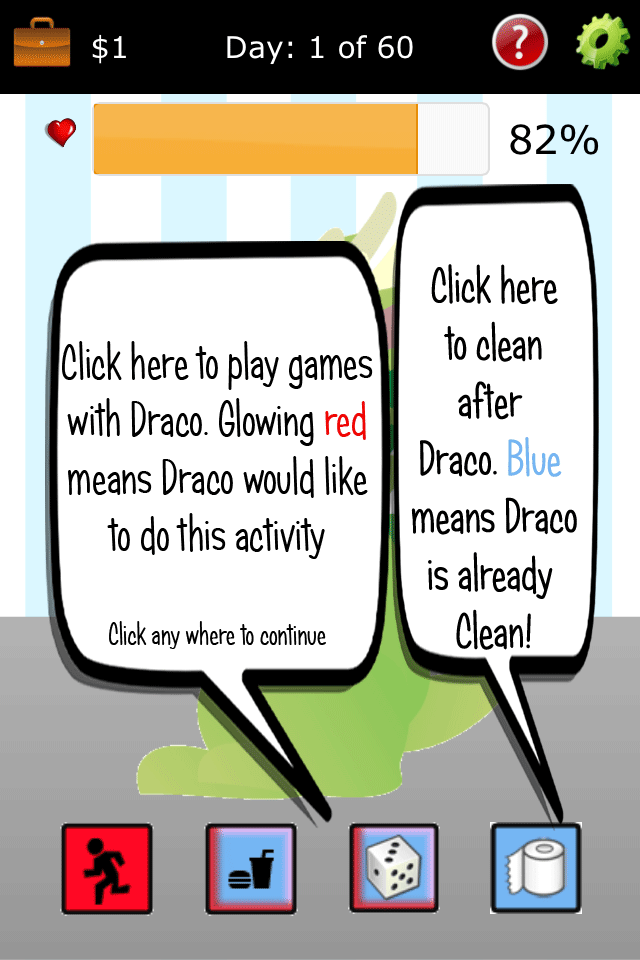 $1
Day: 1 of 60
?
82%
Click here to play games
with Draco. Glowing red
means Draco would like
to do this activity
Click any where to continue
Click here
to clean
after
Draco. Blue
means Draco
is already
Clean!